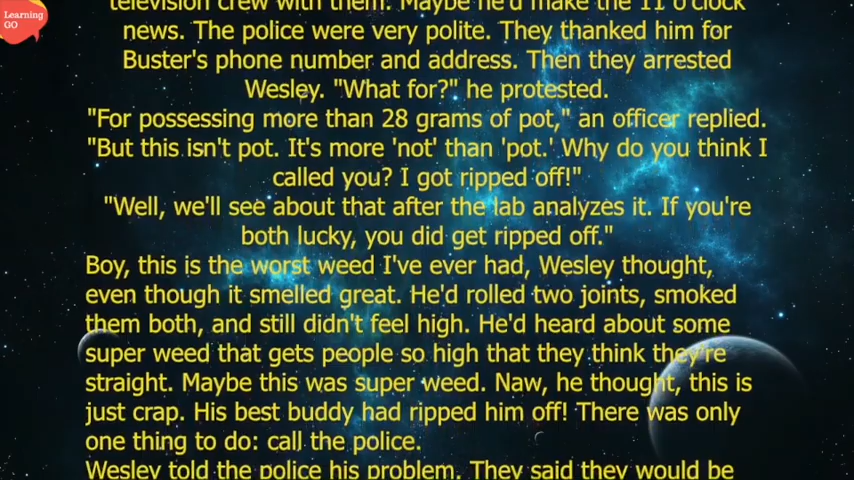 Learning
GO
television crew with them. Maybe he'd make the 11 o'clock
news. The police were very polite. They thanked him for
Buster's phone number and address. Then they arrested
Wesley. "What for?" he protested.
"For possessing more than 28 grams of pot," an officer replied.
"But this isn't pot. It's more 'not' than 'pot.' Why do you think I
called you? I got ripped off!"
"Well, we'll see about that after the lab analyzes it. If you're
both lucky, you did get ripped off."
Boy, this is the worst weed I've ever had, Wesley thought,
even though it smelled great. He'd rolled two joints, smoked
them both, and still didn't feel high. He'd heard about some
super weed that gets people so high that they think they're
straight. Maybe this was super weed. Naw, he thought, this is
just crap. His best buddy had ripped him off! There was only
one thing to do: call the police.
Wesley told the police his problem. They said they would be